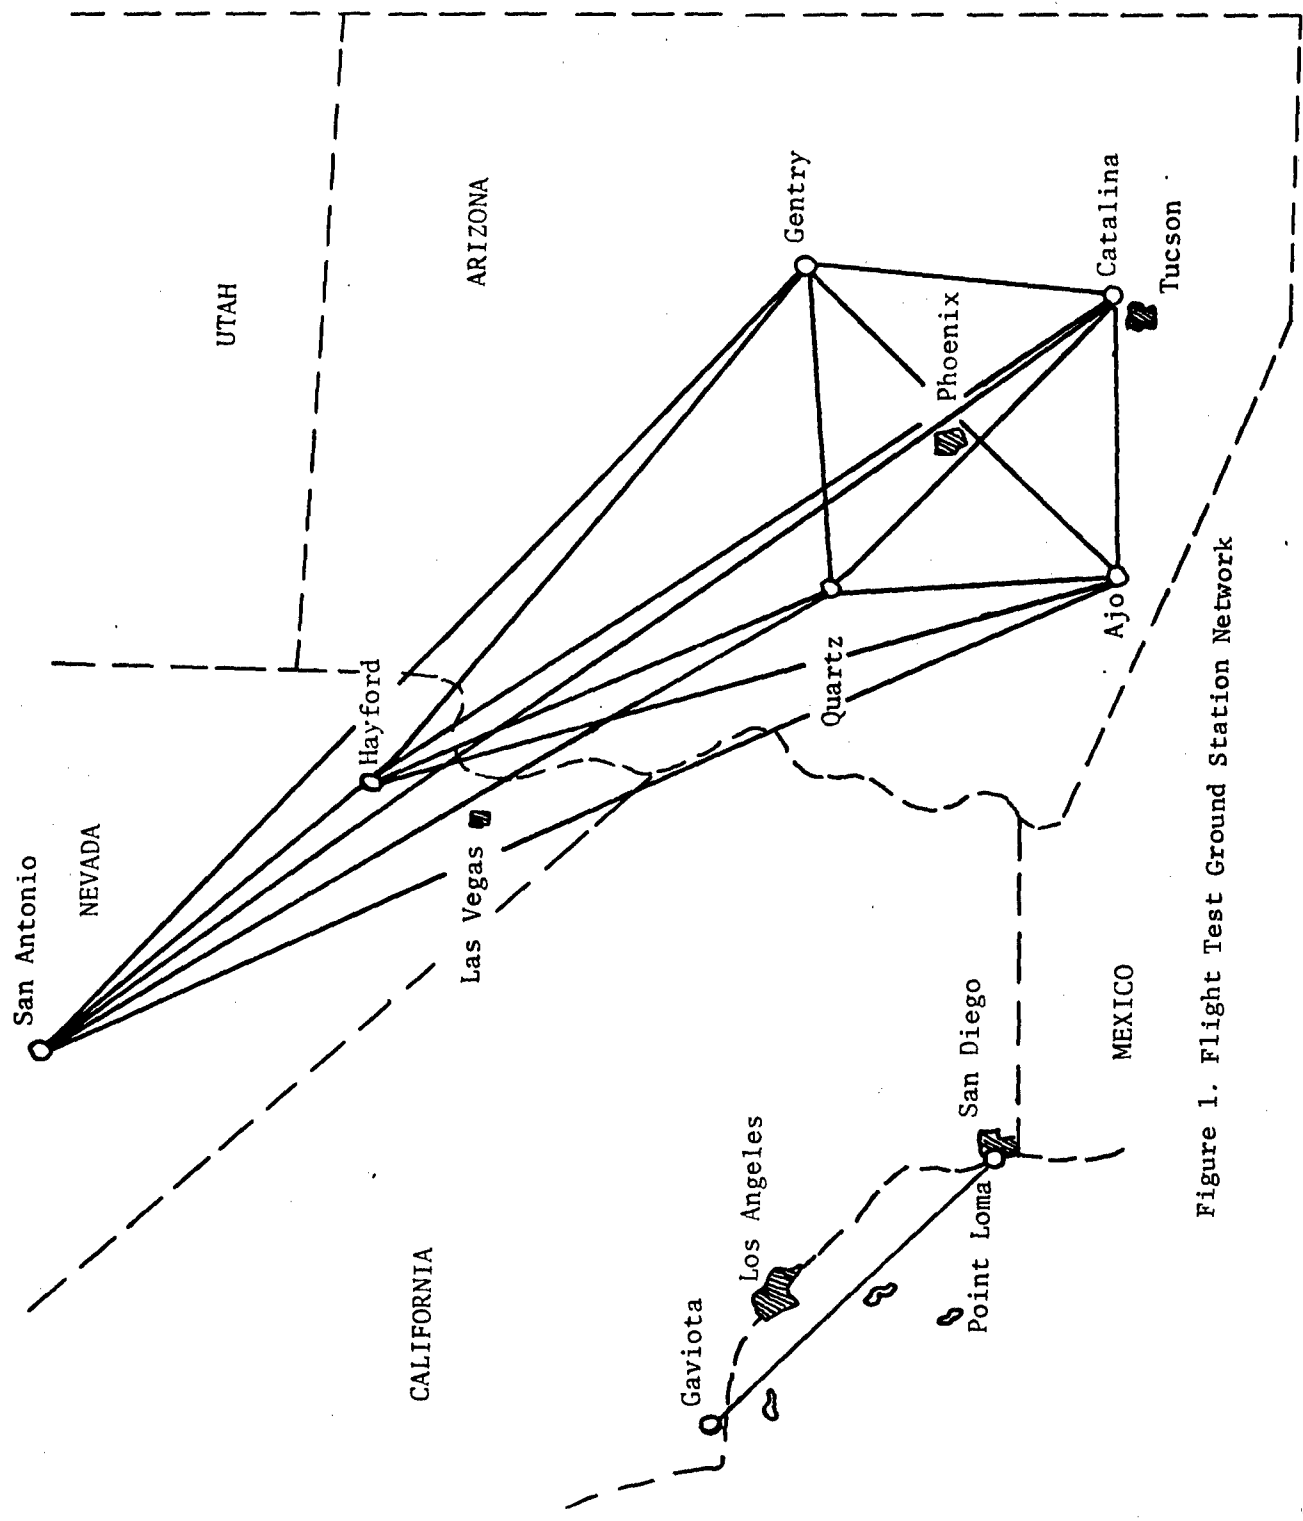 San Antonio
NEVADA
UTAH
Hayford
ARIZONA
Las Vegas
CALIFORNIA
Gaviota
Los Angeles
Quartz
Gentry
Phoenix
San Diego
Point Loma
Ajo
Catalina
Tucson
MEXICO
Figure 1. Flight Test Ground Station Network